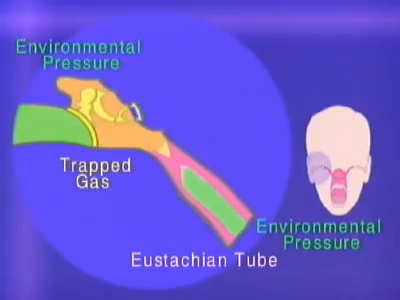 Environmental
Pressure
Trapped
Gas
Environmental
Pressure
Eustachian Tube